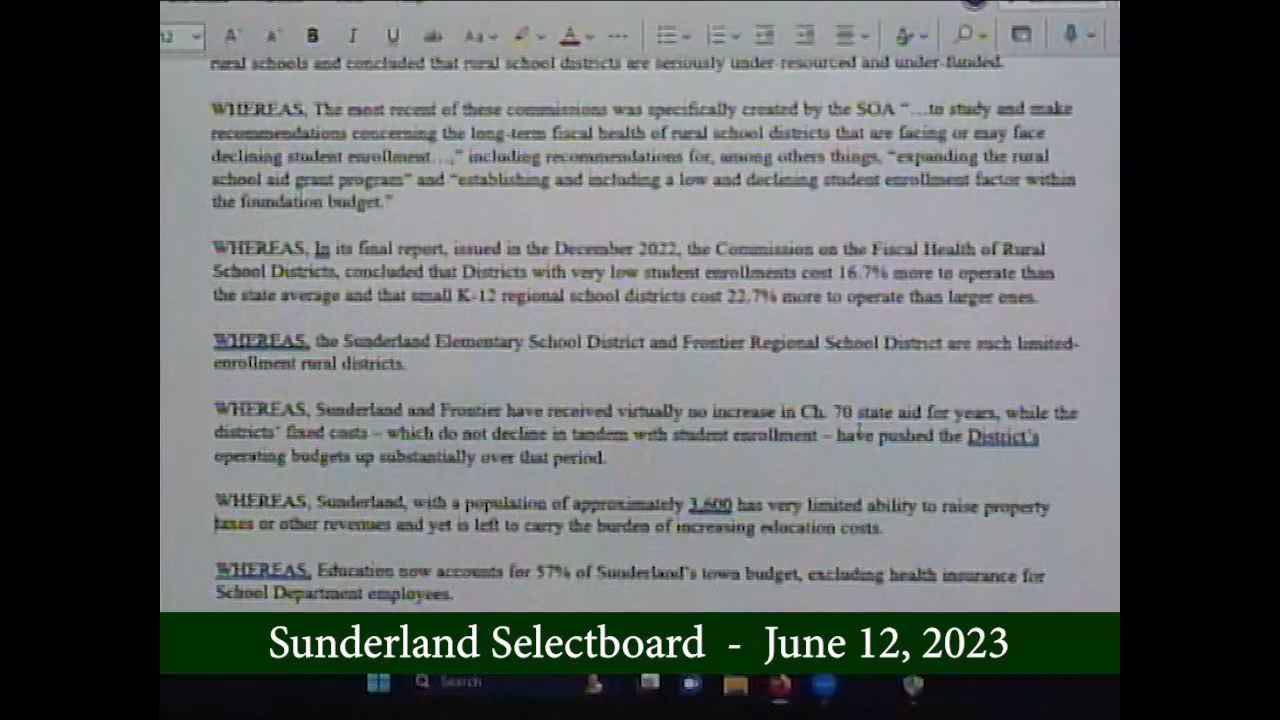 12
rural schools and concluded that rural school districts are seriously under-resourced and under-funded.
WHEREAS, The most recent of these commissions was specifically created by the SOA “…to study and make
recommendations concerning the long-term fiscal health of rural school districts that are facing or may face
declining student enrollment…,” including recommendations for, among others things, “expanding the rural
school aid grant program” and “establishing and including a low and declining student enrollment factor within
the foundation budget.”
WHEREAS, In its final report, issued in the December 2022, the Commission on the Fiscal Health of Rural
School Districts, concluded that Districts with very low student enrollments cost 16.7% more to operate than
the state average and that small K-12 regional school districts cost 22.7% more to operate than larger ones.
WHEREAS, the Sunderland Elementary School District and Frontier Regional School District are such limited-
enrollment rural districts.
WHEREAS, Sunderland and Frontier have received virtually no increase in Ch. 70 state aid for years, while the
districts’ fixed costs – which do not decline in tandem with student enrollment – have pushed the District’s
operating budgets up substantially over that period.
WHEREAS, Sunderland, with a population of approximately 3,600 has very limited ability to raise property
taxes or other revenues and yet is left to carry the burden of increasing education costs.
WHEREAS, Education now accounts for 57% of Sunderland’s town budget, excluding health insurance for
School Department employees.
Sunderland Selectboard - June 12, 2023
Search